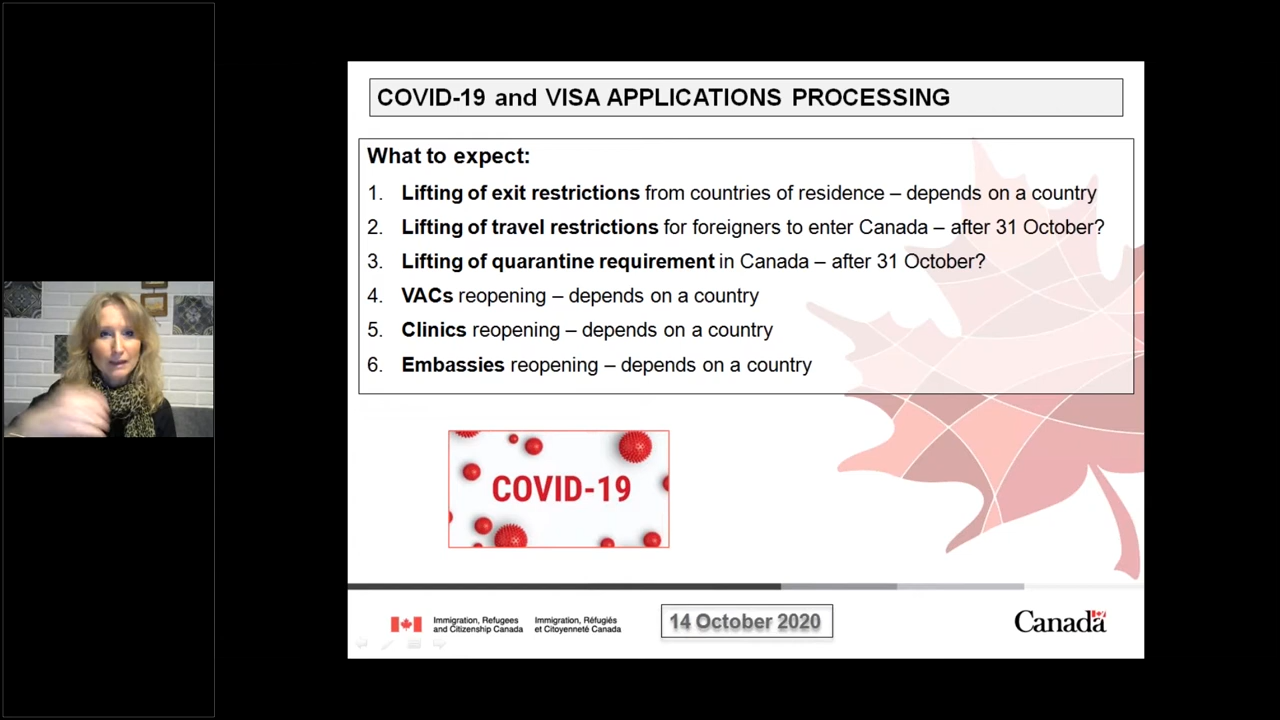 COVID-19 and VISA APPLICATIONS PROCESSING
What to expect:
1. Lifting of exit restrictions from countries of residence – depends on a country
2. Lifting of travel restrictions for foreigners to enter Canada – after 31 October?
3. Lifting of quarantine requirement in Canada – after 31 October?
4. VACs reopening – depends on a country
5. Clinics reopening – depends on a country
6. Embassies reopening – depends on a country
COVID-19
Immigration, Refugees
and Citizenship Canada
Immigration, Réfugiés
et Citoyenneté Canada
14 October 2020
Canada